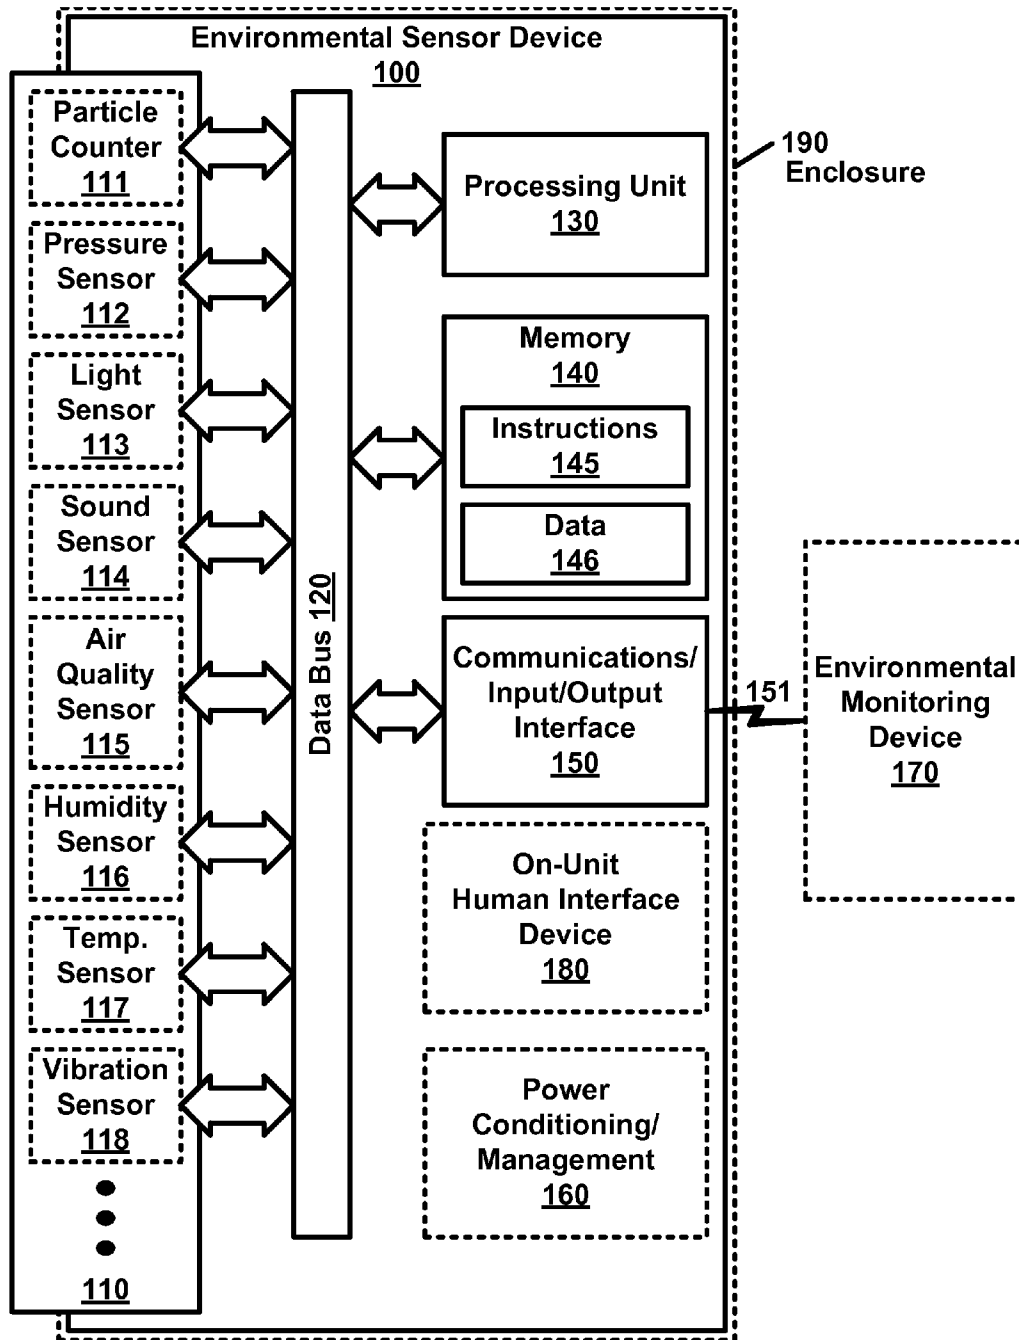 Environmental Sensor Device
100
Particle
Counter
111
Pressure
Sensor
112
Light
Sensor
113
Sound
Sensor
114
Air
Quality
Sensor
115
Humidity
Sensor
116
Temp.
Sensor
117
Vibration
Sensor
118
110
Data Bus 120
Processing Unit
130
Memory
140
Instructions
145
Data
146
Communications/
Input/Output
Interface
150
On-Unit
Human Interface
Device
180
Power
Conditioning/
Management
160
190
Enclosure
151
Environmental
Monitoring
Device
170